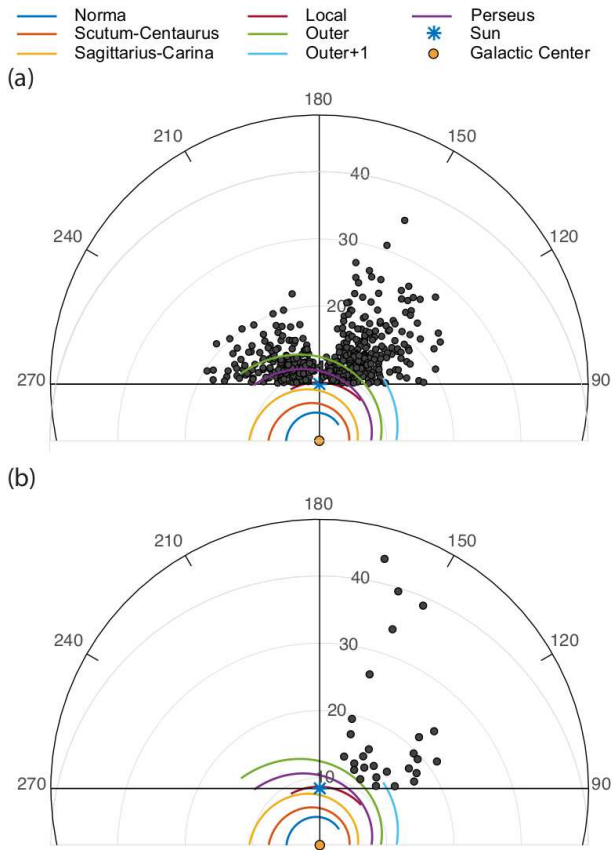 Norma Local Perseus
Scutum-Centaurus Outer Sun
Sagittarius-Carina Outer+1 Galactic Center
(a)
180
210 150
40
240 30 120
20
270 90
(b)
180
210 150
40
240 30 120
20
10
270 90